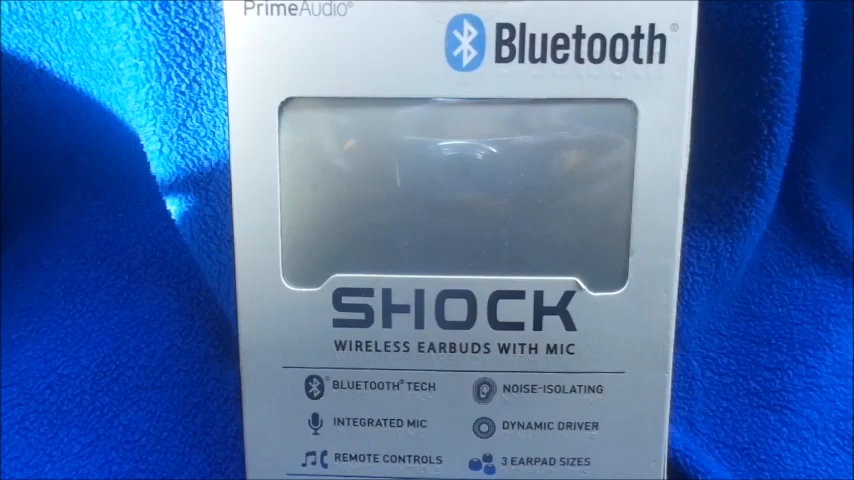 PrimeAudio®
Bluetooth®
SHOCK
WIRELESS EARBUDS WITH MIC
BLUETOOTH® TECH
NOISE-ISOLATING
INTEGRATED MIC
DYNAMIC DRIVER
REMOTE CONTROLS
3 EARPAD SIZES